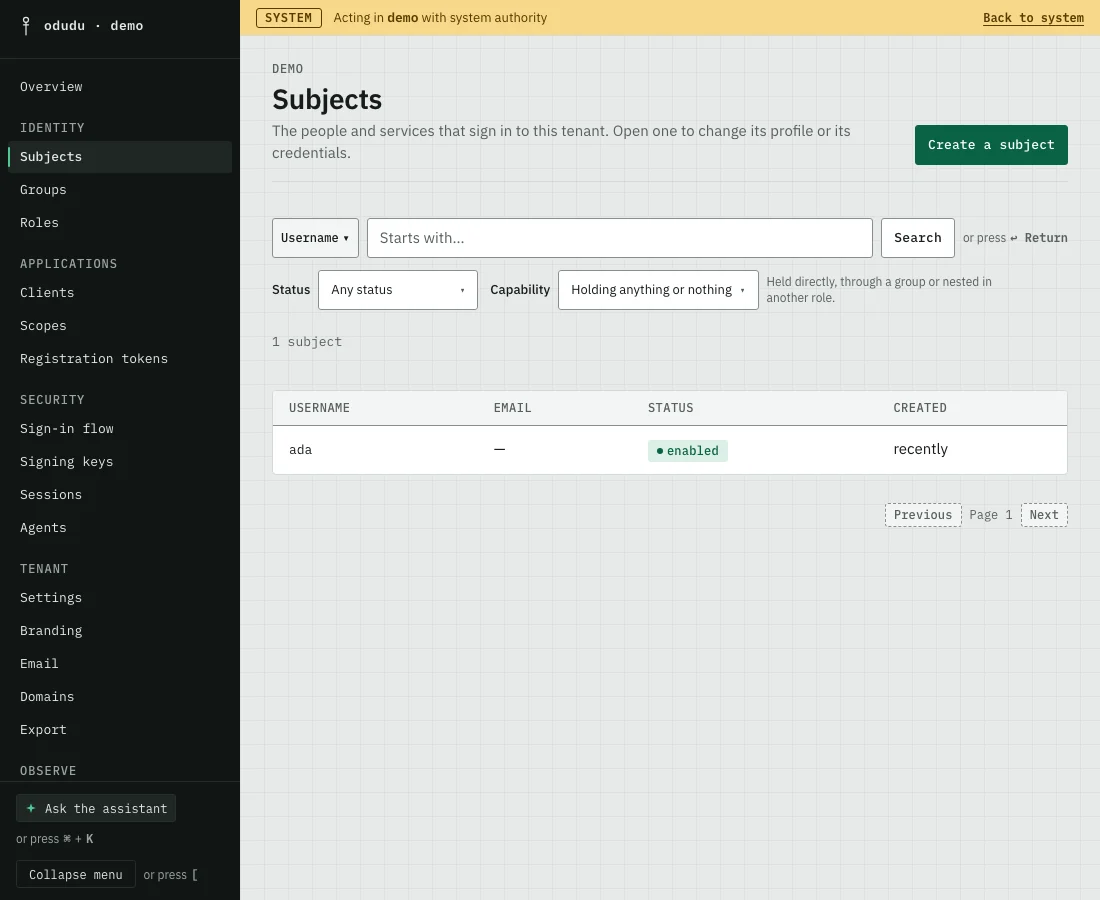 odudu · demo
SYSTEM Acting in demo with system authority Back to system
Overview
IDENTITY
Subjects
Groups
Roles
APPLICATIONS
Clients
Scopes
Registration tokens
SECURITY
Sign-in flow
Signing keys
Sessions
Agents
TENANT
Settings
Branding
Email
Domains
Export
OBSERVE
✦ Ask the assistant
or press ⌘ + K
Collapse menu or press [
DEMO
Subjects
The people and services that sign in to this tenant. Open one to change its profile or its
credentials.
Create a subject
Username ▾ Starts with... Search or press ↩ Return
Status Any status ▾ Capability Holding anything or nothing ▾ Held directly, through a group or nested in
another role.
1 subject
USERNAME EMAIL STATUS CREATED
ada — enabled recently
Previous Page 1 Next